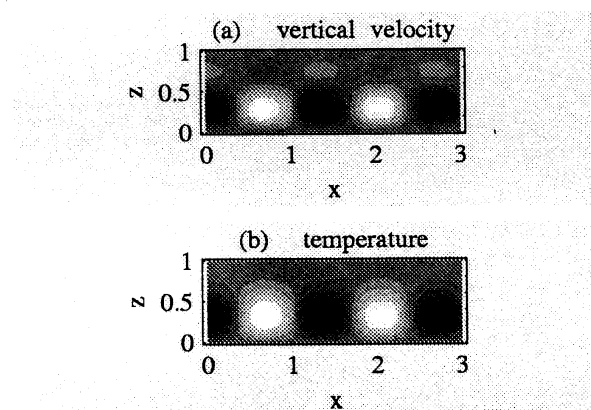 (a) vertical velocity
1
z 0.5
0
0 1 2 3
x
(b) temperature
1
z 0.5
0
0 1 2 3
x